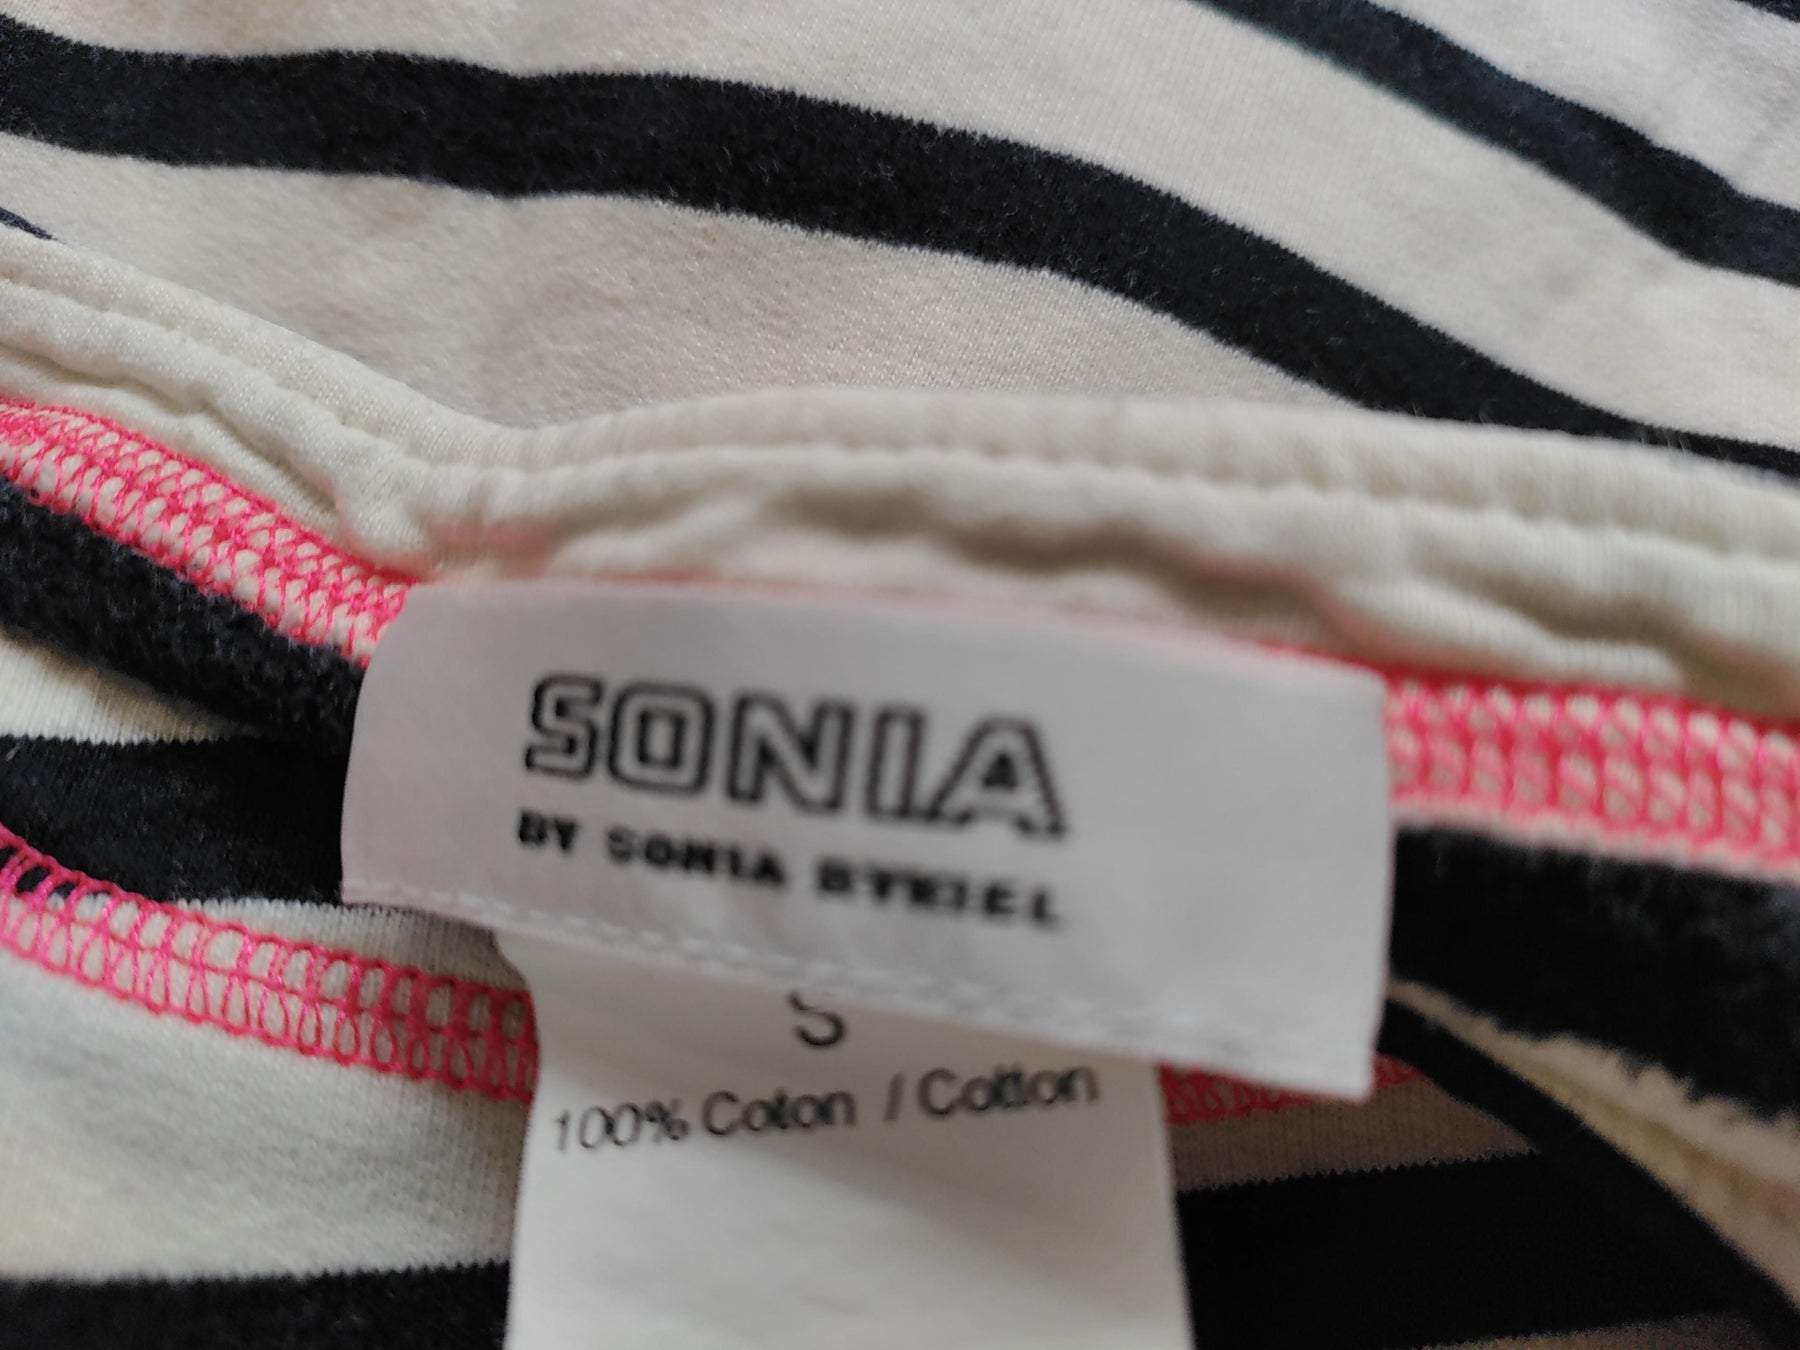 SONIA
BY SONIA RYKIEL
S
100% Coton / Cotton